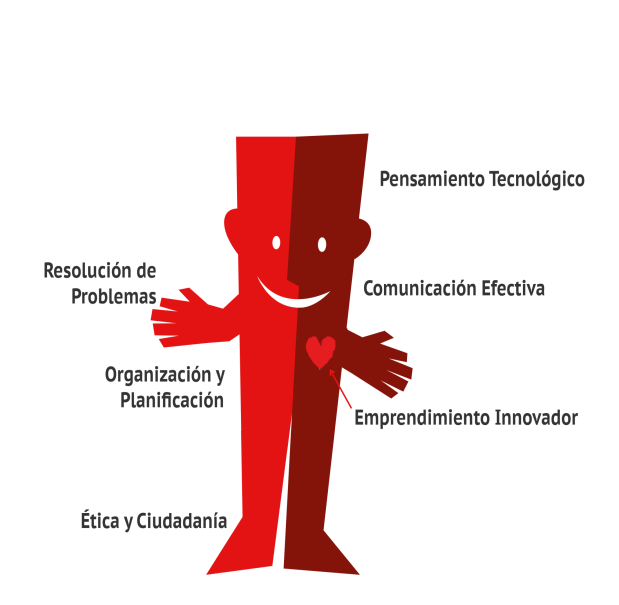 Pensamiento Tecnológico
Resolución de
Problemas
Comunicación Efectiva
Organización y
Planificación
Emprendimiento Innovador
Ética y Ciudadanía